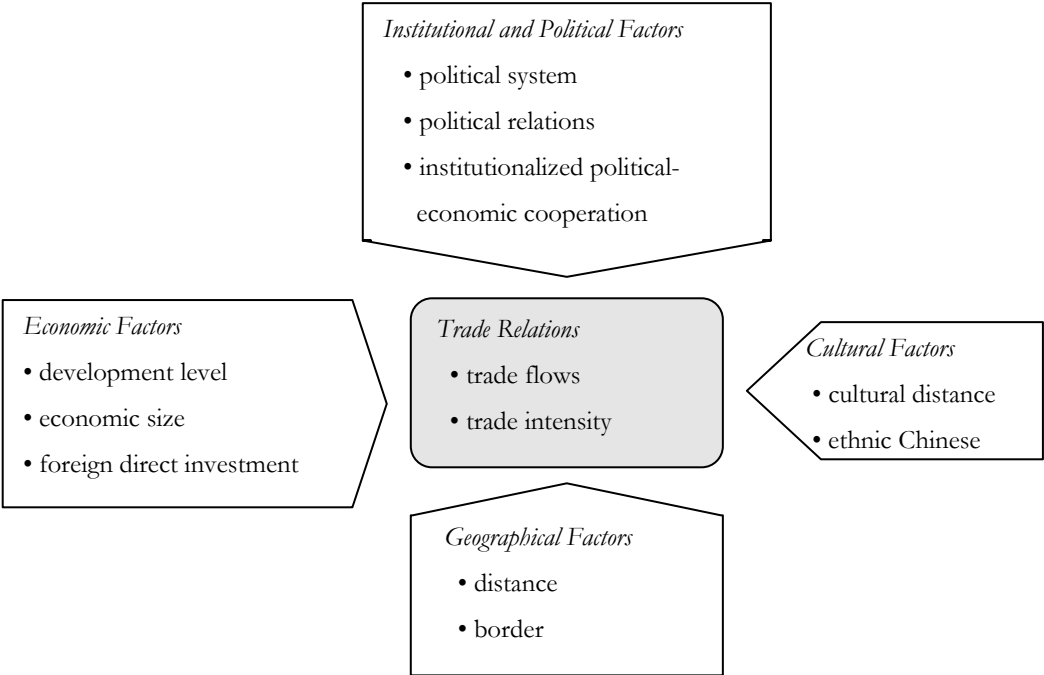 Institutional and Political Factors
• political system
• political relations
• institutionalized political-
economic cooperation
Economic Factors
• development level
• economic size
• foreign direct investment
Trade Relations
• trade flows
• trade intensity
Cultural Factors
• cultural distance
• ethnic Chinese
Geographical Factors
• distance
• border